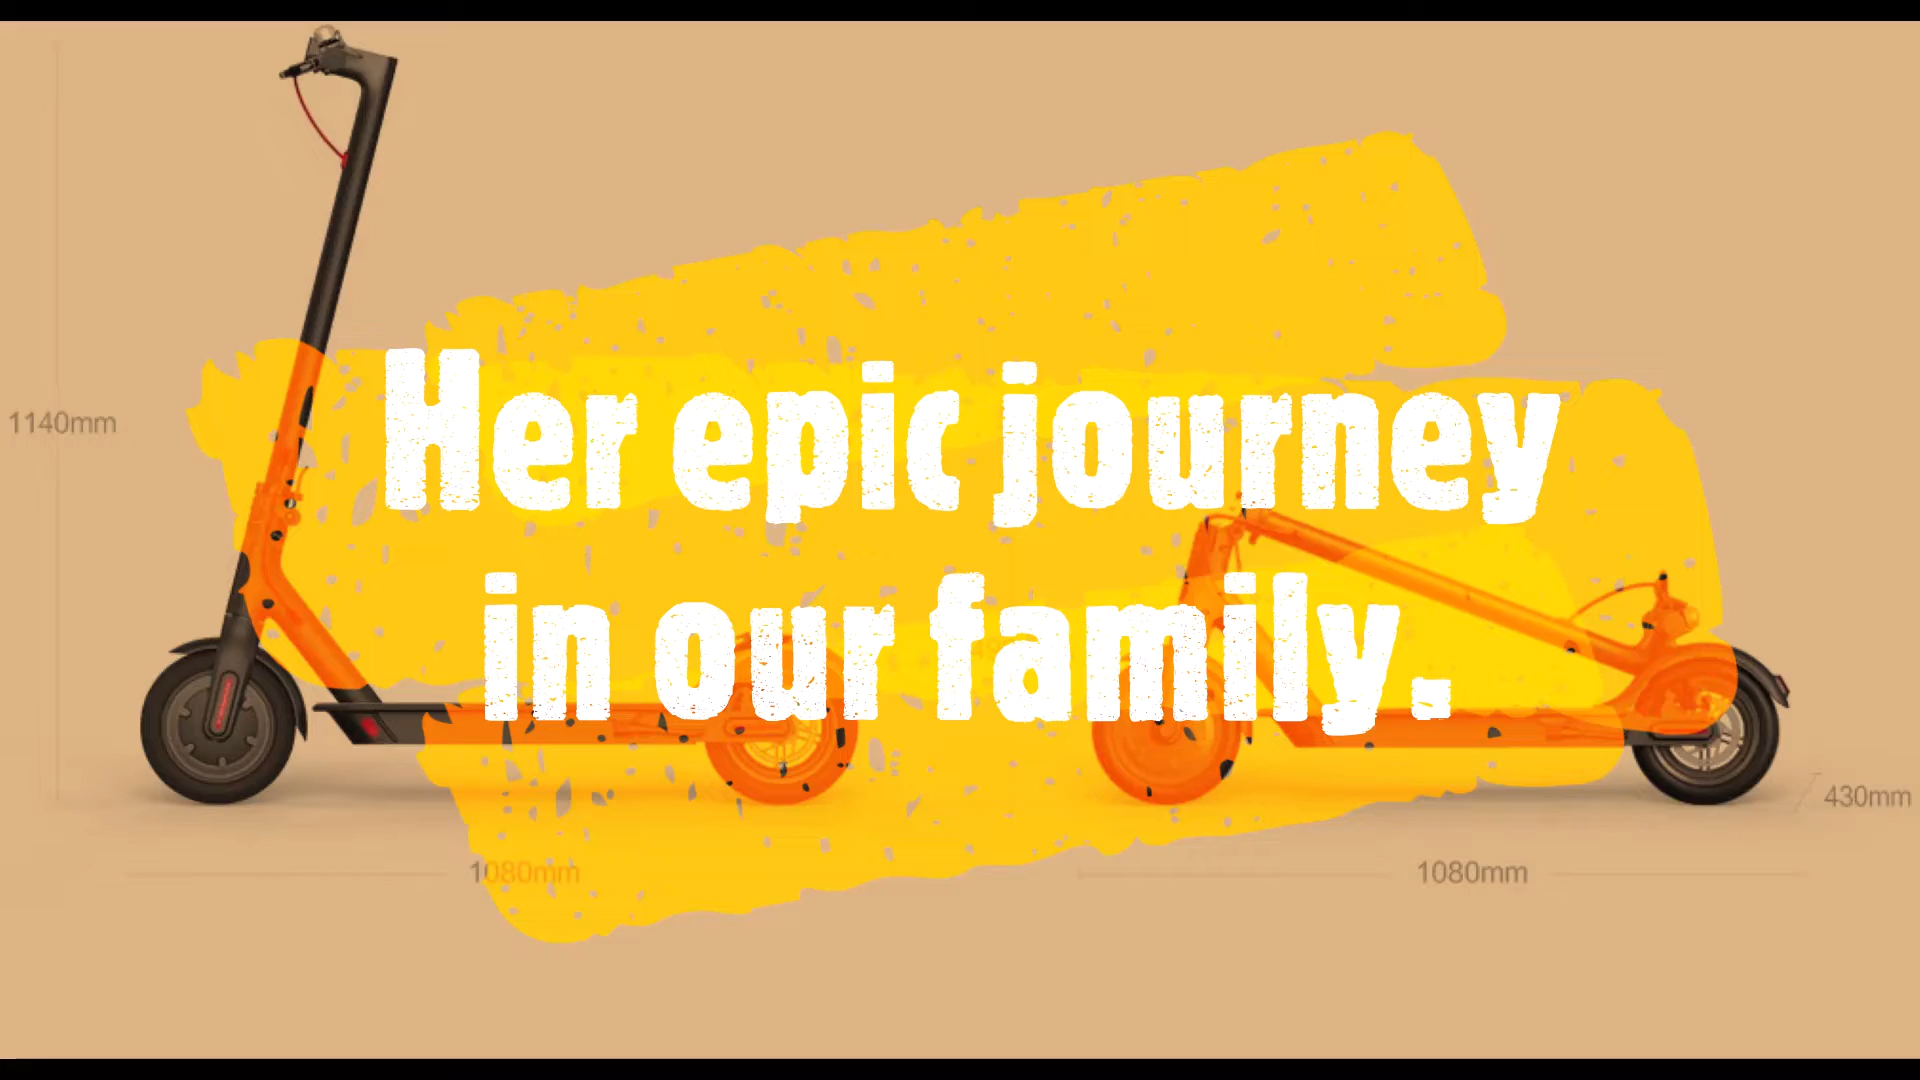 Her epic journey
in our family.
1140mm
430mm
1080mm
1080mm